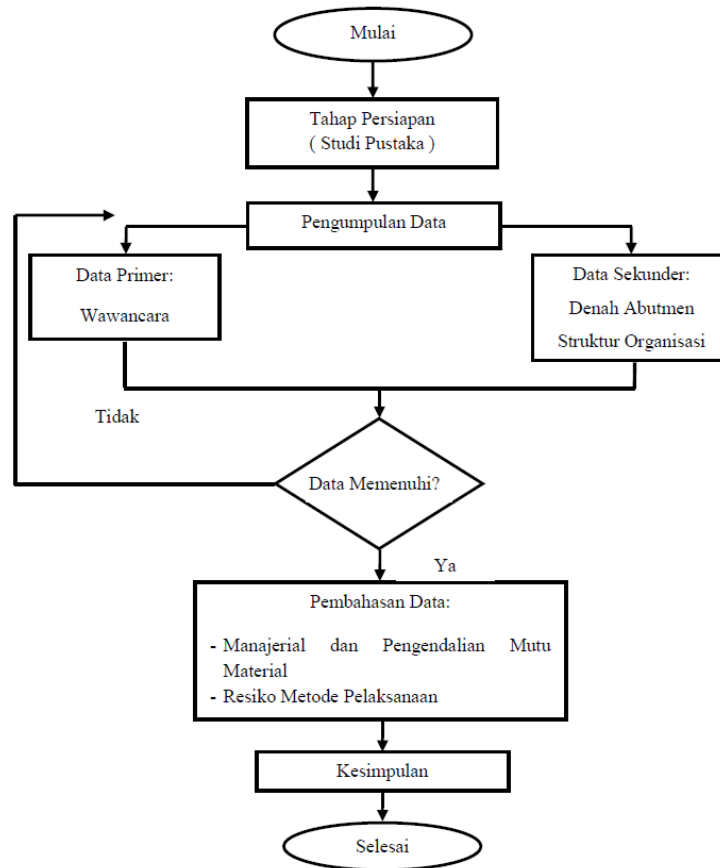 Mulai
Tahap Persiapan
( Studi Pustaka )
Pengumpulan Data
Data Primer:
Wawancara
Data Sekunder:
Denah Abutmen
Struktur Organisasi
Tidak
Data Memenuhi?
Ya
Pembahasan Data:
- Manajerial dan Pengendalian Mutu
Material
- Resiko Metode Pelaksanaan
Kesimpulan
Selesai